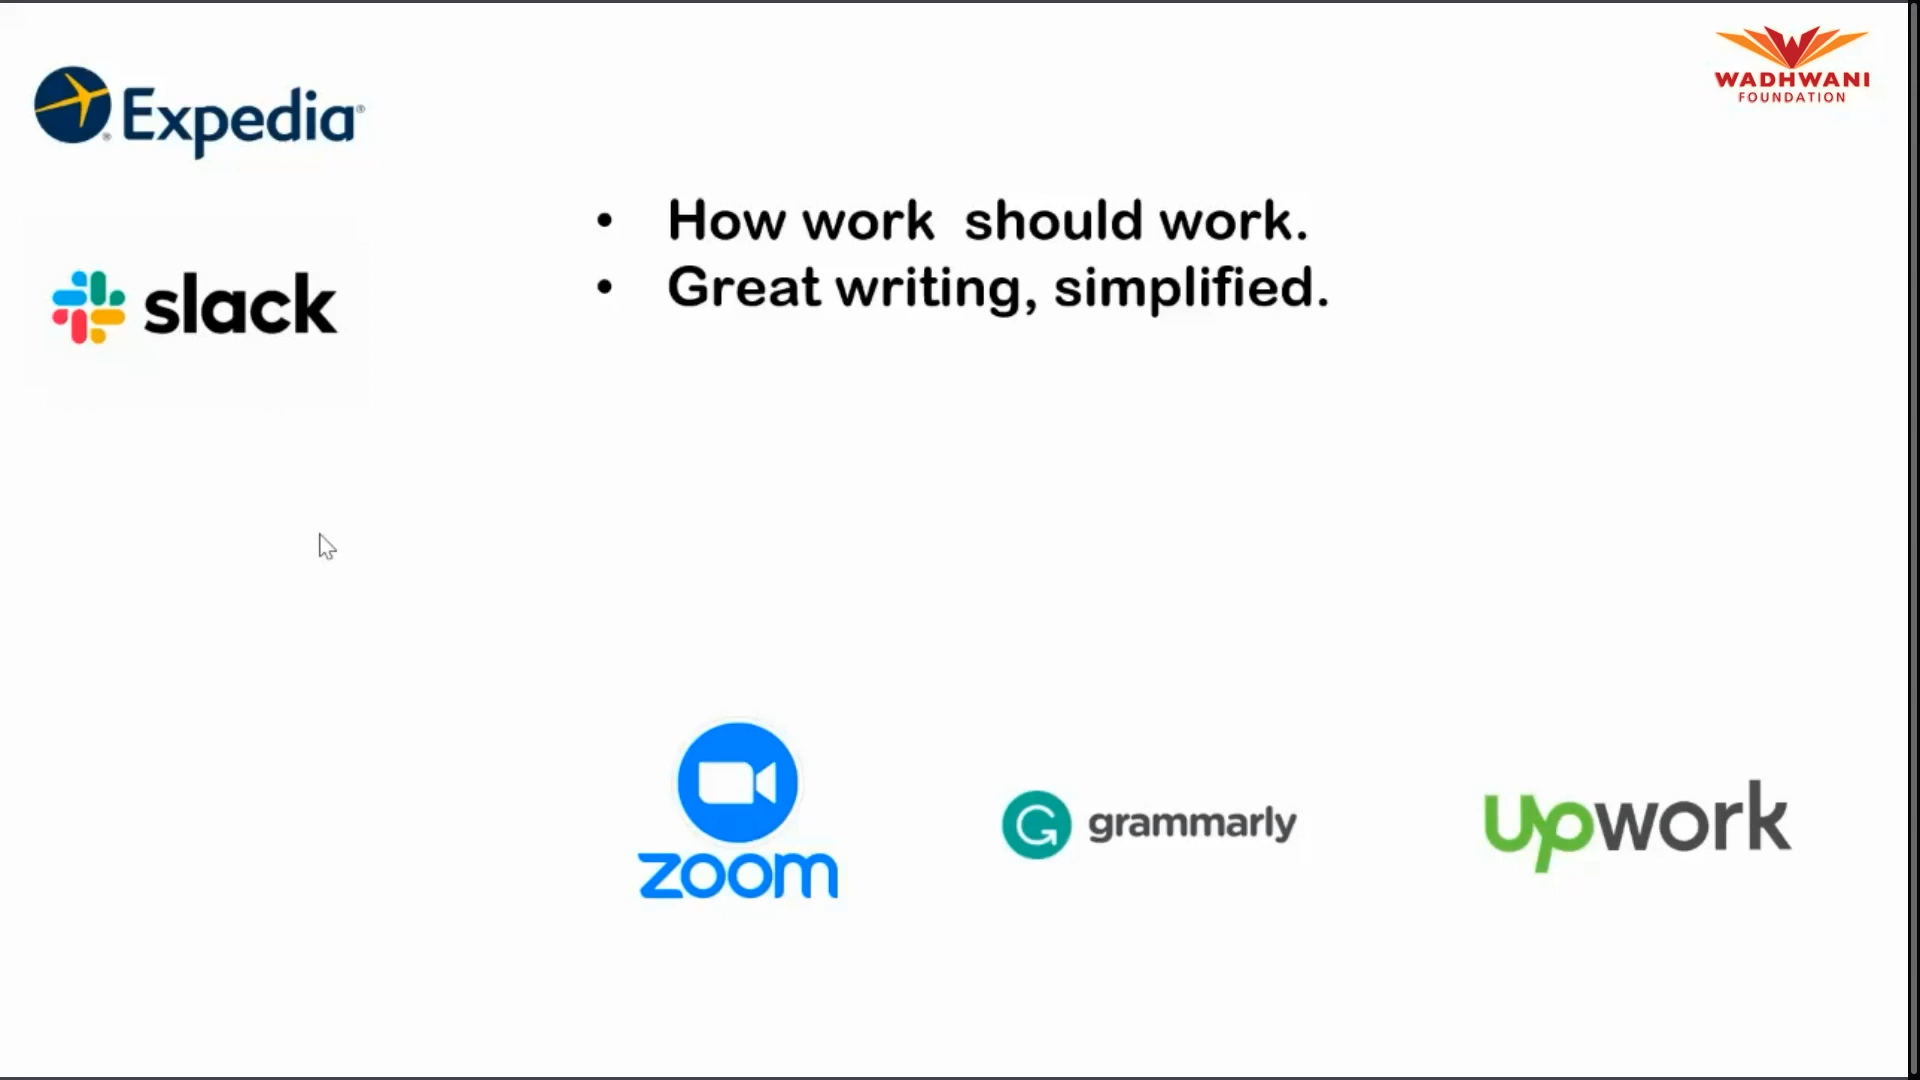 Expedia®
WADHWANI
FOUNDATION
• How work should work.
• Great writing, simplified.
slack
zoom
grammarly
upwork